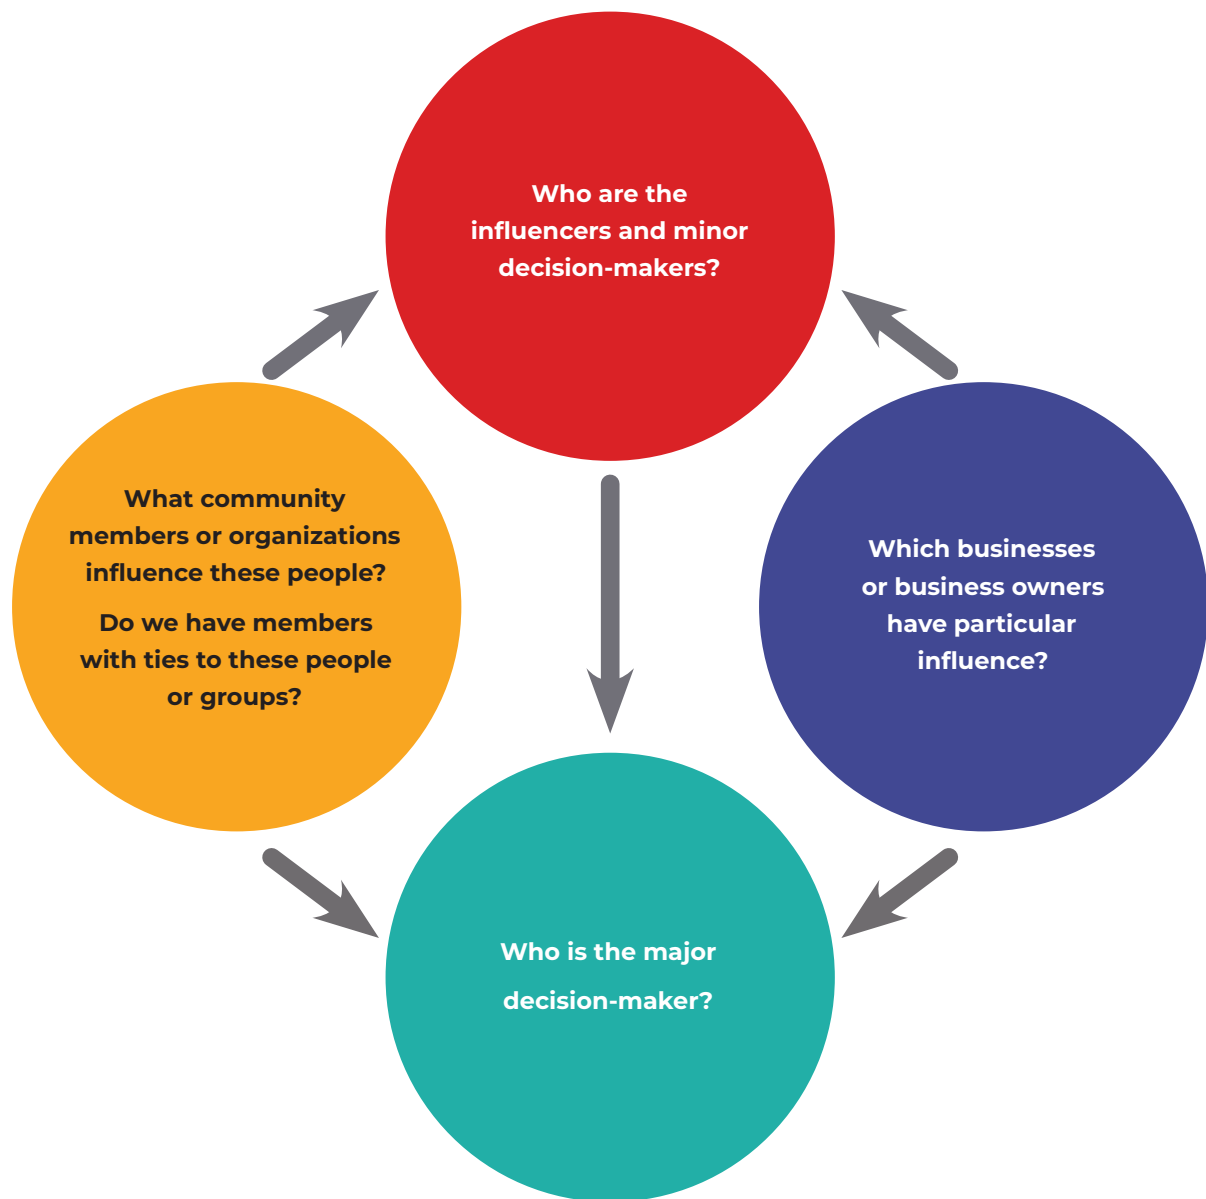 Who are the
influencers and minor
decision-makers?
What community
members or organizations
influence these people?
Do we have members
with ties to these people
or groups?
Which businesses
or business owners
have particular
influence?
Who is the major
decision-maker?